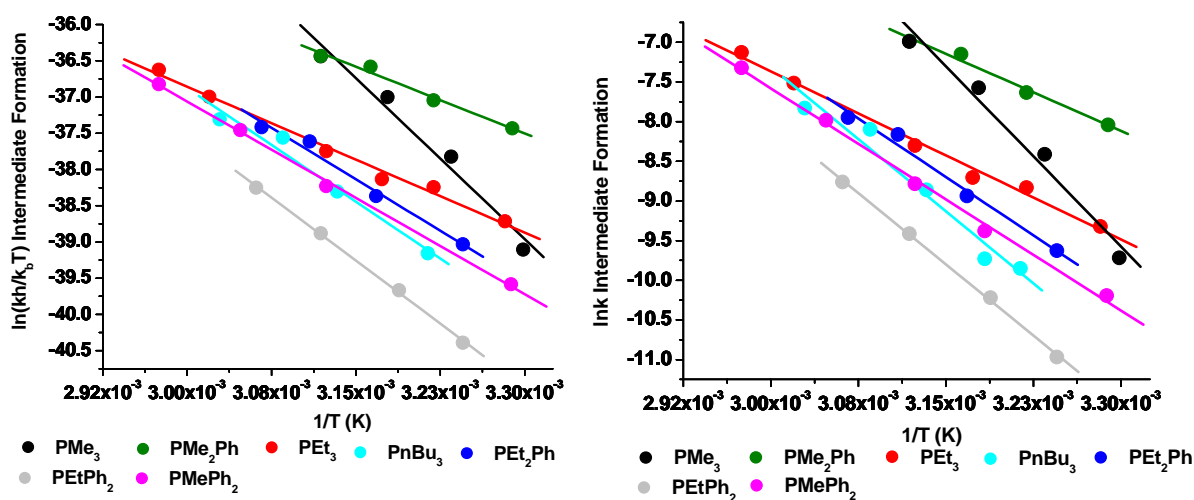 ln(kh/k_bT) Intermediate Formation
-36.0
-36.5
-37.0
-37.5
-38.0
-38.5
-39.0
-39.5
-40.0
-40.5
2.92x10⁻³ 3.00x10⁻³ 3.08x10⁻³ 3.15x10⁻³ 3.23x10⁻³ 3.30x10⁻³
1/T (K)
PMe₃ PMe₂Ph PEt₃ PnBu₃ PEt₂Ph
PEtPh₂ PMePh₂
lnk Intermediate Formation
-7.0
-7.5
-8.0
-8.5
-9.0
-9.5
-10.0
-10.5
-11.0
2.92x10⁻³ 3.00x10⁻³ 3.08x10⁻³ 3.15x10⁻³ 3.23x10⁻³ 3.30x10⁻³
1/T (K)
PMe₃ PMe₂Ph PEt₃ PnBu₃ PEt₂Ph
PEtPh₂ PMePh₂